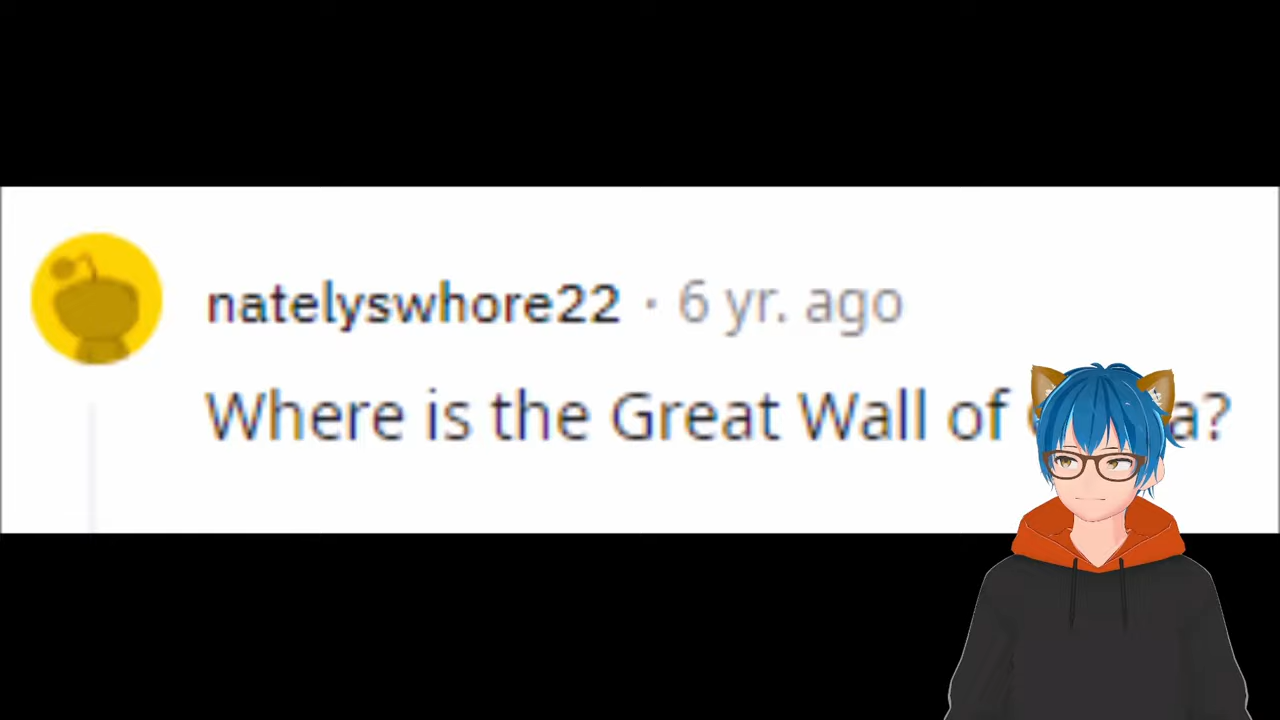 natelyswhore22 · 6 yr. ago
Where is the Great Wall of